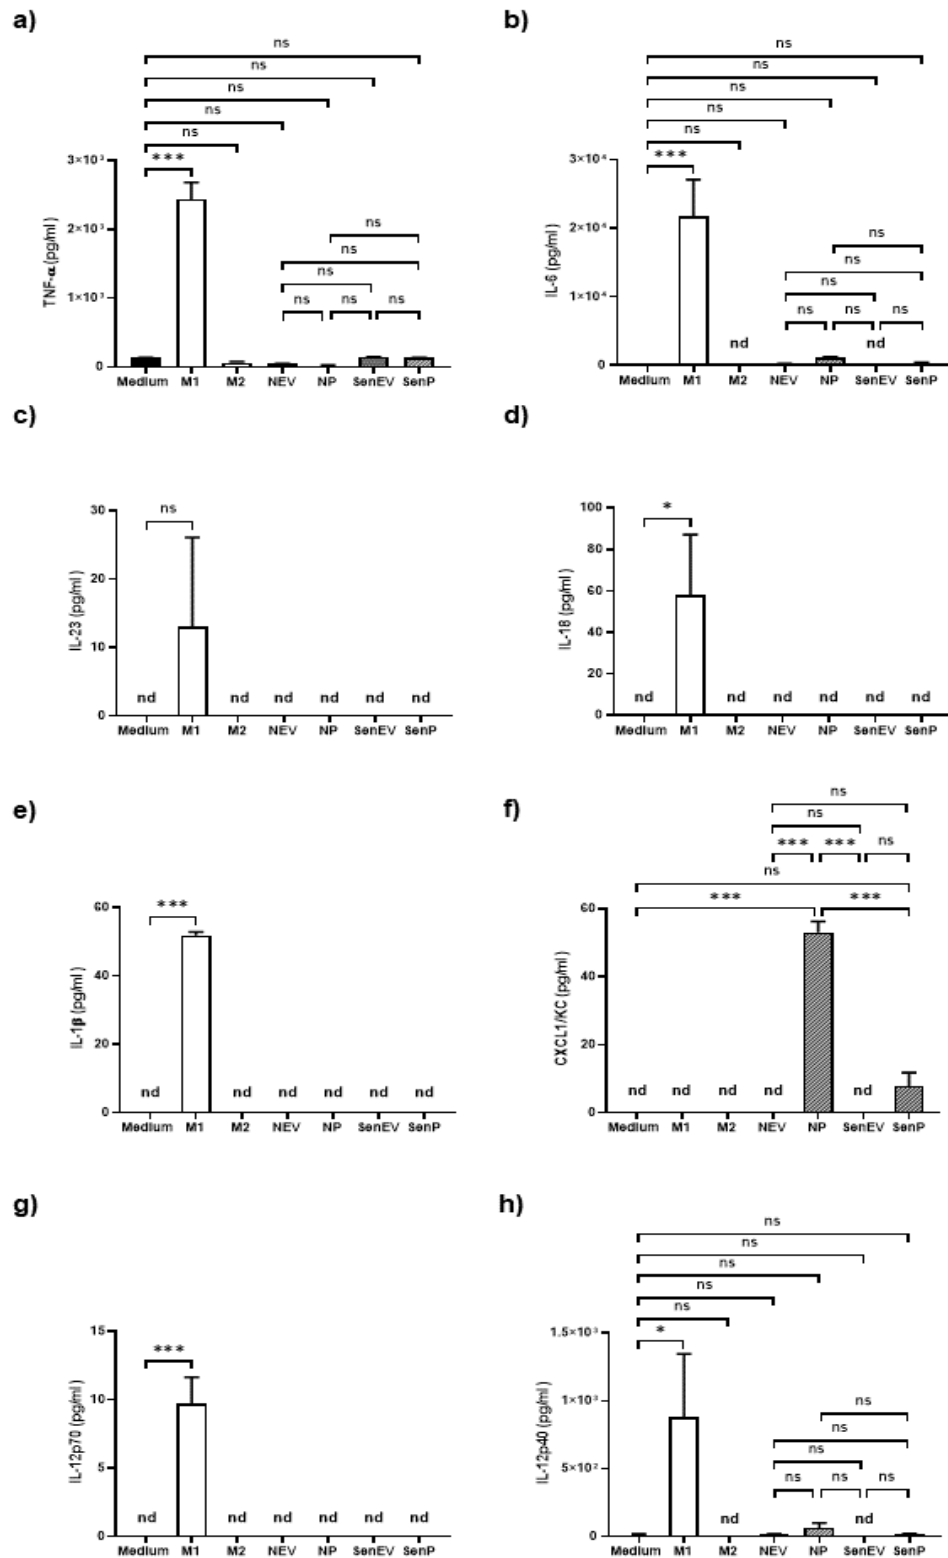 a)
ns
ns
ns
ns
ns
***
3×10³
2×10³
1×10³
0
TNF-α (pg/ml)
ns
ns
ns
ns ns ns
Medium M1 M2 NEV NP SenEV SenP
b)
ns
ns
ns
ns
ns
***
3×10⁴
2×10⁴
1×10⁴
0
IL-6 (pg/ml)
ns
ns
ns
ns ns ns
nd nd
Medium M1 M2 NEV NP SenEV SenP
c)
ns
30
20
10
0
IL-23 (pg/ml)
nd nd nd nd nd nd
Medium M1 M2 NEV NP SenEV SenP
d)
*
100
80
60
40
20
0
IL-18 (pg/ml)
nd nd nd nd nd nd
Medium M1 M2 NEV NP SenEV SenP
e)
***
60
40
20
0
IL-1β (pg/ml)
nd nd nd nd nd nd
Medium M1 M2 NEV NP SenEV SenP
f)
ns
ns
*** *** ns
ns
*** ***
60
40
20
0
CXCL1/KC (pg/ml)
nd nd nd nd nd
Medium M1 M2 NEV NP SenEV SenP
g)
***
15
10
5
0
IL-12p70 (pg/ml)
nd nd nd nd nd nd
Medium M1 M2 NEV NP SenEV SenP
h)
ns
ns
ns
ns
ns
*
1.5×10³
1×10³
5×10²
0
IL-12p40 (pg/ml)
ns
ns
ns
ns ns ns
nd nd
Medium M1 M2 NEV NP SenEV SenP